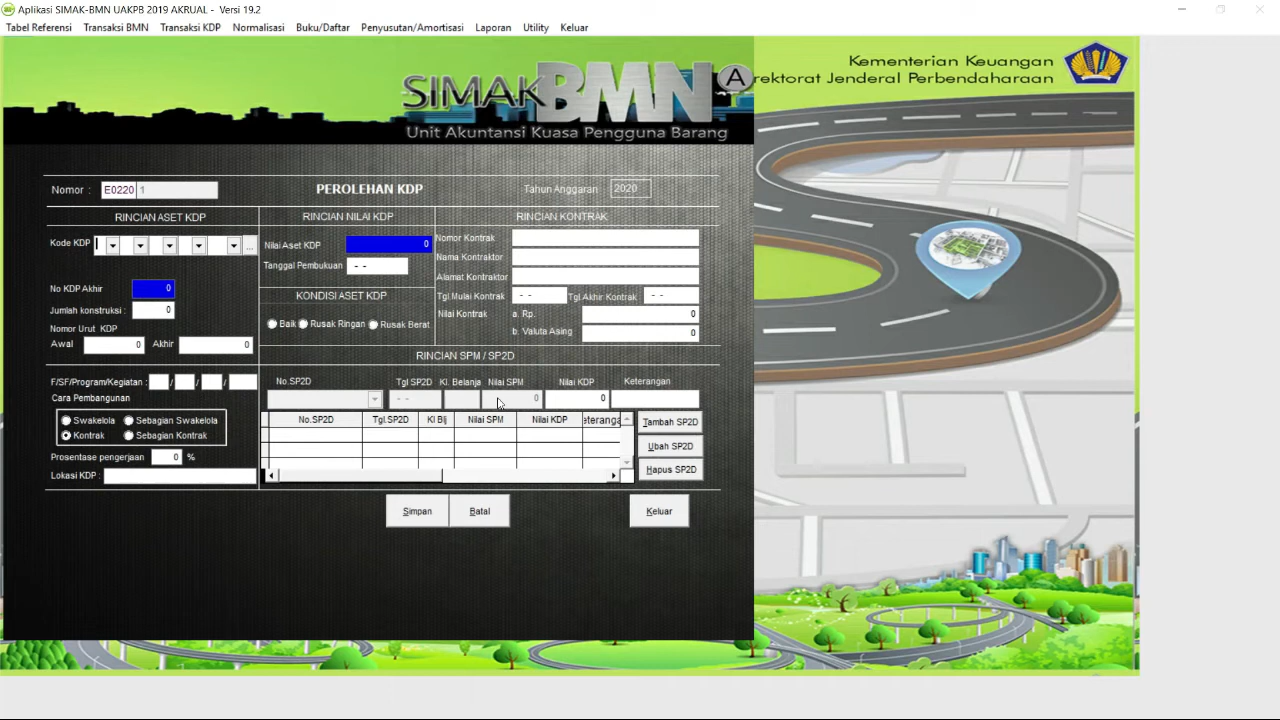 Aplikasi SIMAK-BMN UAKPB 2019 AKRUAL - Versi 19.2
Tabel Referensi Transaksi BMN Transaksi KDP Normalisasi Buku/Daftar Penyusutan/Amortisasi Laporan Utility Keluar
Kementerian Keuangan
rektorat Jenderal Perbendaharaan
SIMAK BMN A
Unit Akuntansi Kuasa Pengguna Barang
Nomor : E0220 1 PEROLEHAN KDP Tahun Anggaran 2020
RINCIAN ASET KDP
Kode KDP ...
No KDP Akhir 0
Jumlah konstruksi : 0
Nomor Urut KDP
Awal 0 Akhir 0
F/SF/Program/Kegiatan : / / /
Cara Pembangunan
Swakelola Sebagian Swakelola
Kontrak Sebagian Kontrak
Prosentase pengerjaan 0 %
Lokasi KDP :
RINCIAN NILAI KDP
Nilai Aset KDP 0
Tanggal Pembukuan - -
KONDISI ASET KDP
Baik Rusak Ringan Rusak Berat
RINCIAN KONTRAK
Nomor Kontrak
Nama Kontraktor
Alamat Kontraktor
Tgl.Mulai Kontrak - - Tgl.Akhir Kontrak - -
Nilai Kontrak a. Rp. 0
b. Valuta Asing 0
RINCIAN SPM / SP2D
No.SP2D Tgl SP2D Kl. Belanja Nilai SPM Nilai KDP Keterangan
- - 0 0
No.SP2D Tgl.SP2D Kl Blj Nilai SPM Nilai KDP eteranga
Tambah SP2D
Ubah SP2D
Hapus SP2D
Simpan Batal Keluar